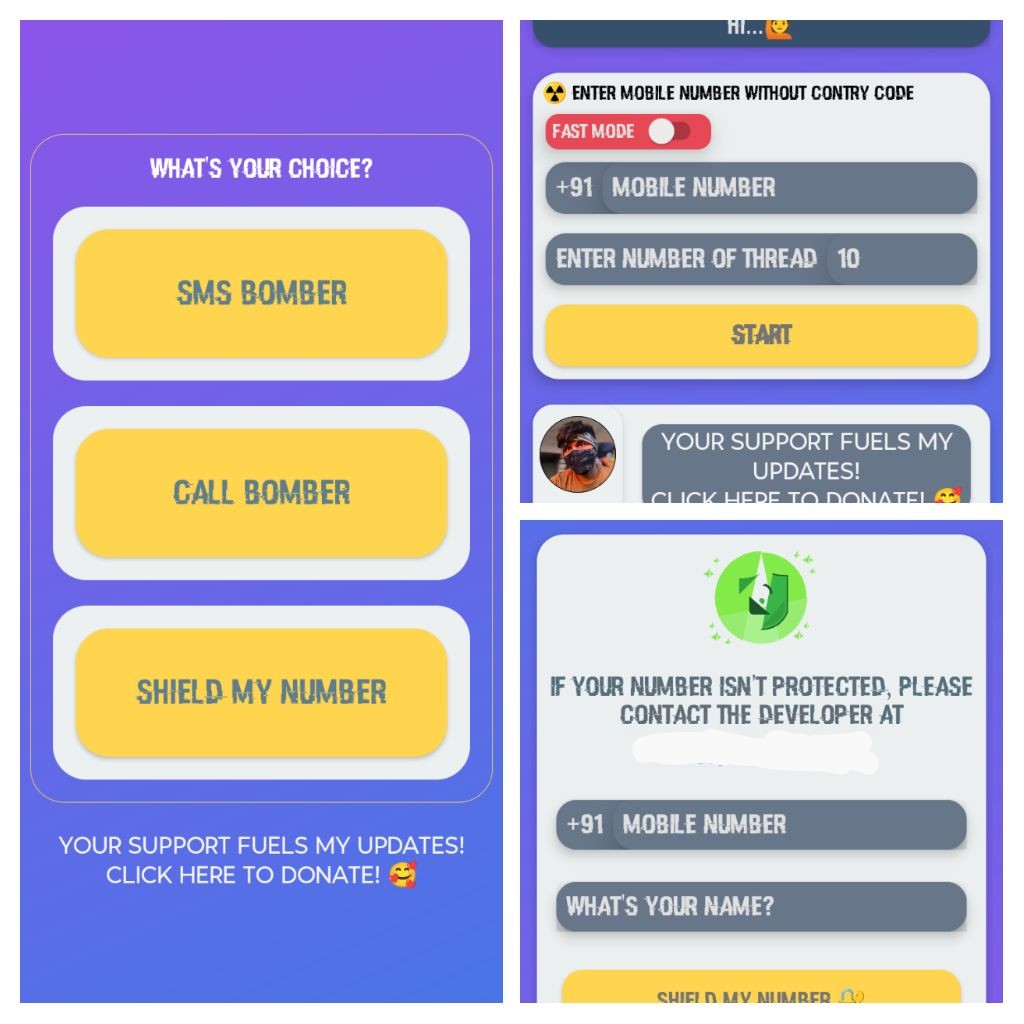 WHAT'S YOUR CHOICE?
SMS BOMBER
CALL BOMBER
SHIELD MY NUMBER
YOUR SUPPORT FUELS MY UPDATES!
CLICK HERE TO DONATE! 🥰
HI...🙋
☢️ ENTER MOBILE NUMBER WITHOUT CONTRY CODE
FAST MODE
+91 MOBILE NUMBER
ENTER NUMBER OF THREAD 10
START
YOUR SUPPORT FUELS MY
UPDATES!
CLICK HERE TO DONATE! 🥰
IF YOUR NUMBER ISN'T PROTECTED, PLEASE
CONTACT THE DEVELOPER AT
+91 MOBILE NUMBER
WHAT'S YOUR NAME?
SHIELD MY NUMBER 🔐